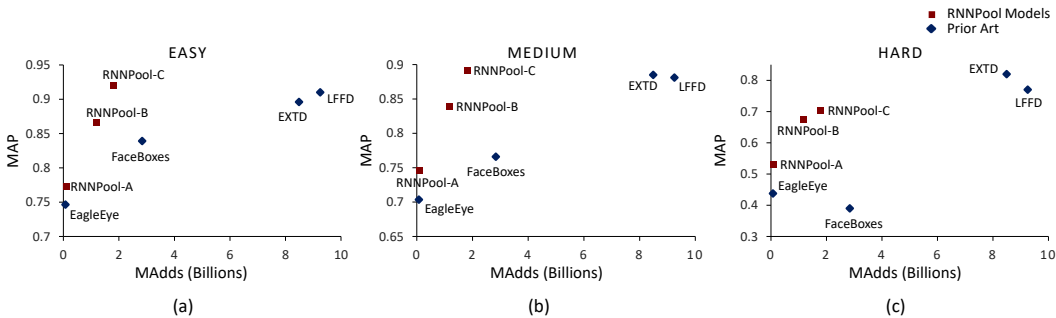 RNNPool Models
Prior Art
EASY
MAP
0.95
0.9
0.85
0.8
0.75
0.7
RNNPool-C
RNNPool-B
FaceBoxes
RNNPool-A
EagleEye
EXTD
LFFD
0 2 4 6 8 10
MAdds (Billions)
(a)
MEDIUM
MAP
0.9
0.85
0.8
0.75
0.7
0.65
RNNPool-C
RNNPool-B
FaceBoxes
RNNPool-A
EagleEye
EXTD
LFFD
0 2 4 6 8 10
MAdds (Billions)
(b)
HARD
MAP
0.8
0.7
0.6
0.5
0.4
0.3
EXTD
LFFD
RNNPool-C
RNNPool-B
RNNPool-A
EagleEye
FaceBoxes
0 2 4 6 8 10
MAdds (Billions)
(c)